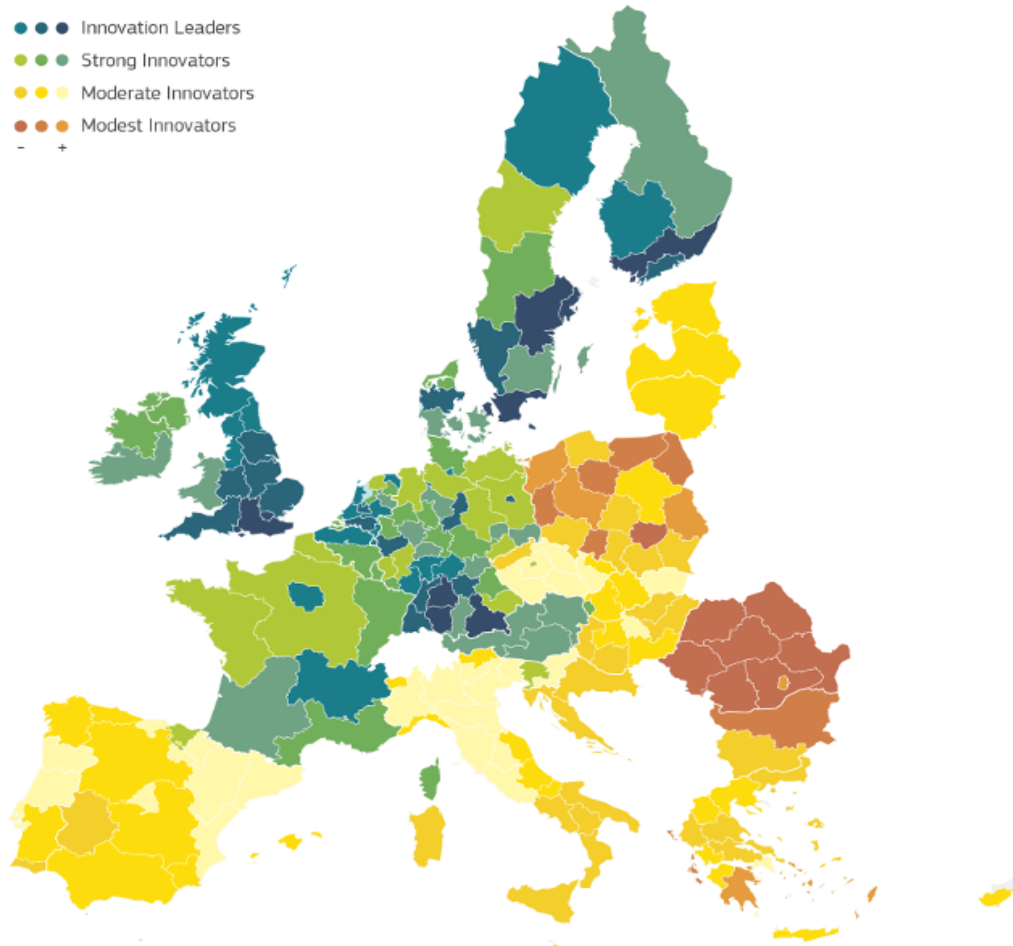 Innovation Leaders
Strong Innovators
Moderate Innovators
Modest Innovators
- +